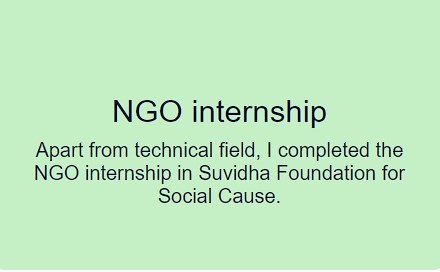 NGO internship
Apart from technical field, I completed the
NGO internship in Suvidha Foundation for
Social Cause.